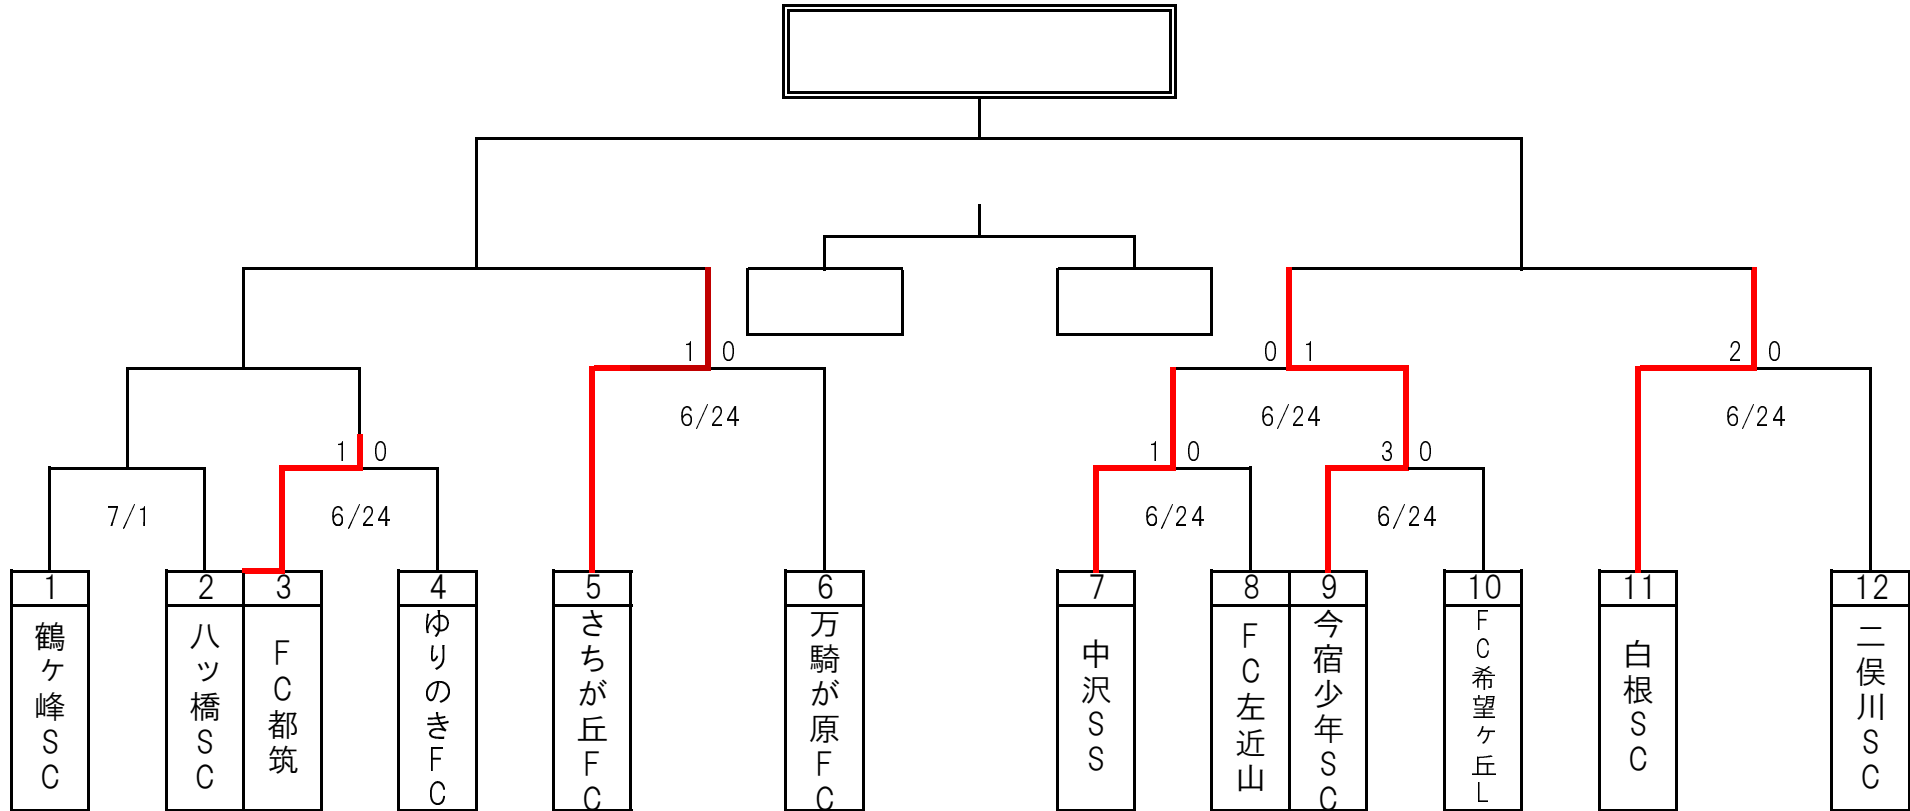 1 0
0 1
2 0
6/24
6/24
6/24
1 0
1 0
3 0
7/1
6/24
6/24
6/24
1
2
3
4
5
6
7
8
9
10
11
12
鶴ヶ峰SC
八ッ橋SC
FC都筑
ゆりのきFC
さちが丘FC
万騎が原FC
中沢SS
FC左近山
今宿少年SC
FC希望ヶ丘L
白根SC
二俣川SC